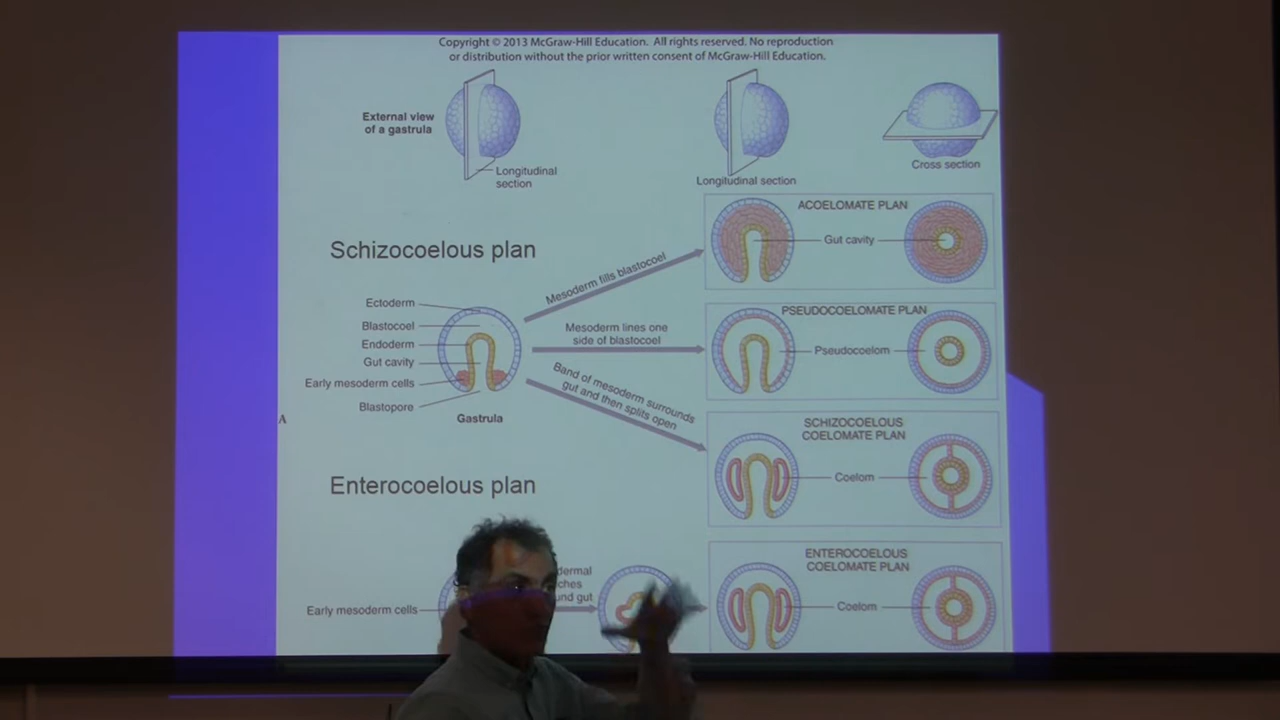 Copyright © 2013 McGraw-Hill Education. All rights reserved. No reproduction
or distribution without the prior written consent of McGraw-Hill Education.
External view
of a gastrula
Longitudinal
section
Longitudinal section
Cross section
ACOELOMATE PLAN
Gut cavity
Schizocoelous plan
Mesoderm fills blastocoel
Ectoderm
Blastocoel
Endoderm
Gut cavity
Early mesoderm cells
Blastopore
A
Gastrula
Mesoderm lines one
side of blastocoel
PSEUDOCOELOMATE PLAN
Pseudocoelom
Band of mesoderm surrounds
gut and then splits open
SCHIZOCOELOUS
COELOMATE PLAN
Coelom
Enterocoelous plan
Early mesoderm cells
gut
ENTEROCOELOUS
COELOMATE PLAN
Coelom